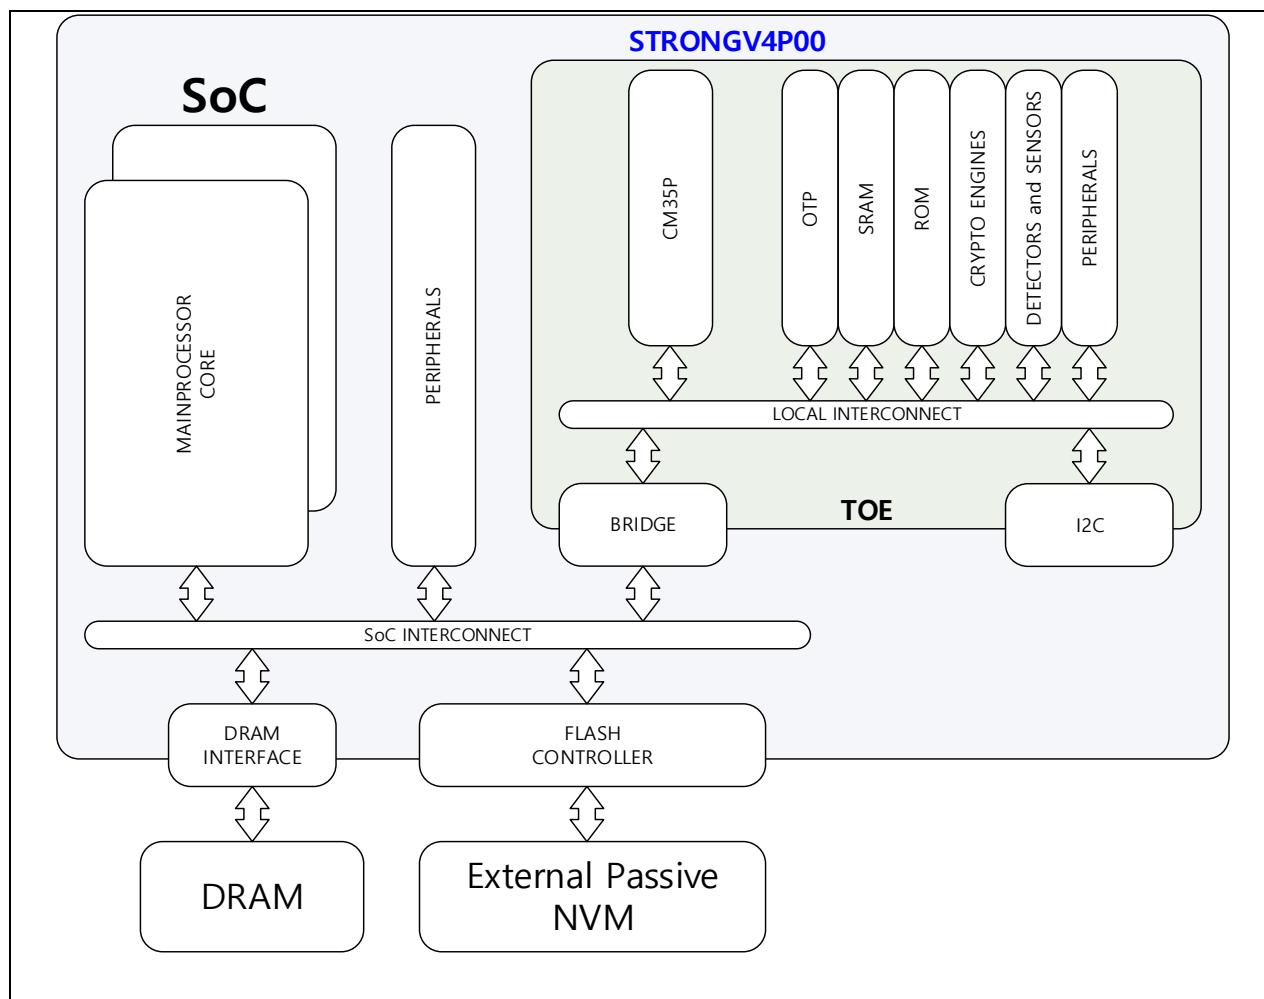 STRONGV4P00
SoC
MAINPROCESSOR
CORE
PERIPHERALS
CM35P
OTP
SRAM
ROM
CRYPTO ENGINES
DETECTORS and SENSORS
PERIPHERALS
LOCAL INTERCONNECT
BRIDGE
TOE
I2C
SoC INTERCONNECT
DRAM
INTERFACE
FLASH
CONTROLLER
DRAM
External Passive
NVM